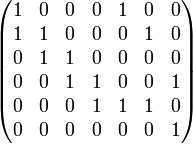 1 0 0 0 1 0 0
1 1 0 0 0 1 0
0 1 1 0 0 0 0
0 0 1 1 0 0 1
0 0 0 1 1 1 0
0 0 0 0 0 0 1